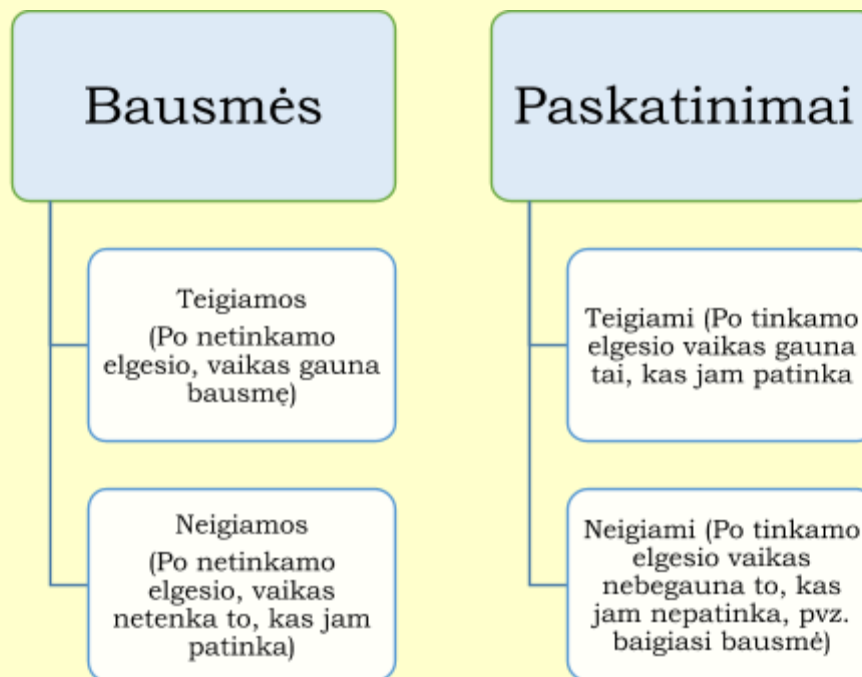 Bausmės
Teigiamos
(Po netinkamo
elgesio, vaikas gauna
bausmę)
Neigiamos
(Po netinkamo
elgesio, vaikas
netenka to, kas jam
patinka)
Paskatinimai
Teigiami (Po tinkamo
elgesio vaikas gauna
tai, kas jam patinka
Neigiami (Po tinkamo
elgesio vaikas
nebegauna to, kas
jam nepatinka, pvz.
baigiasi bausmė)